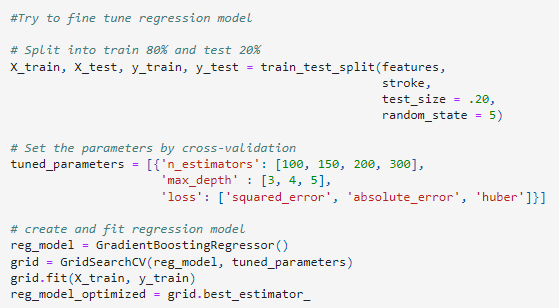 #Try to fine tune regression model
# Split into train 80% and test 20%
X_train, X_test, y_train, y_test = train_test_split(features,
stroke,
test_size = .20,
random_state = 5)
# Set the parameters by cross-validation
tuned_parameters = [{'n_estimators': [100, 150, 200, 300],
'max_depth' : [3, 4, 5],
'loss': ['squared_error', 'absolute_error', 'huber']}]
# create and fit regression model
reg_model = GradientBoostingRegressor()
grid = GridSearchCV(reg_model, tuned_parameters)
grid.fit(X_train, y_train)
reg_model_optimized = grid.best_estimator_